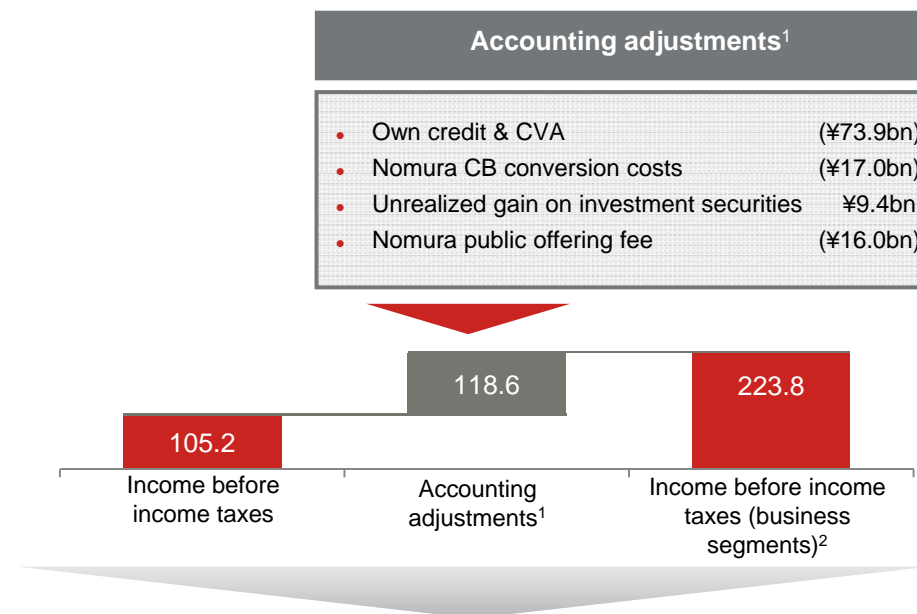 Accounting adjustments1
• Own credit & CVA (¥73.9bn)
• Nomura CB conversion costs (¥17.0bn)
• Unrealized gain on investment securities ¥9.4bn
• Nomura public offering fee (¥16.0bn)
118.6
223.8
105.2
Income before
income taxes
Accounting
adjustments1
Income before income
taxes (business
segments)2